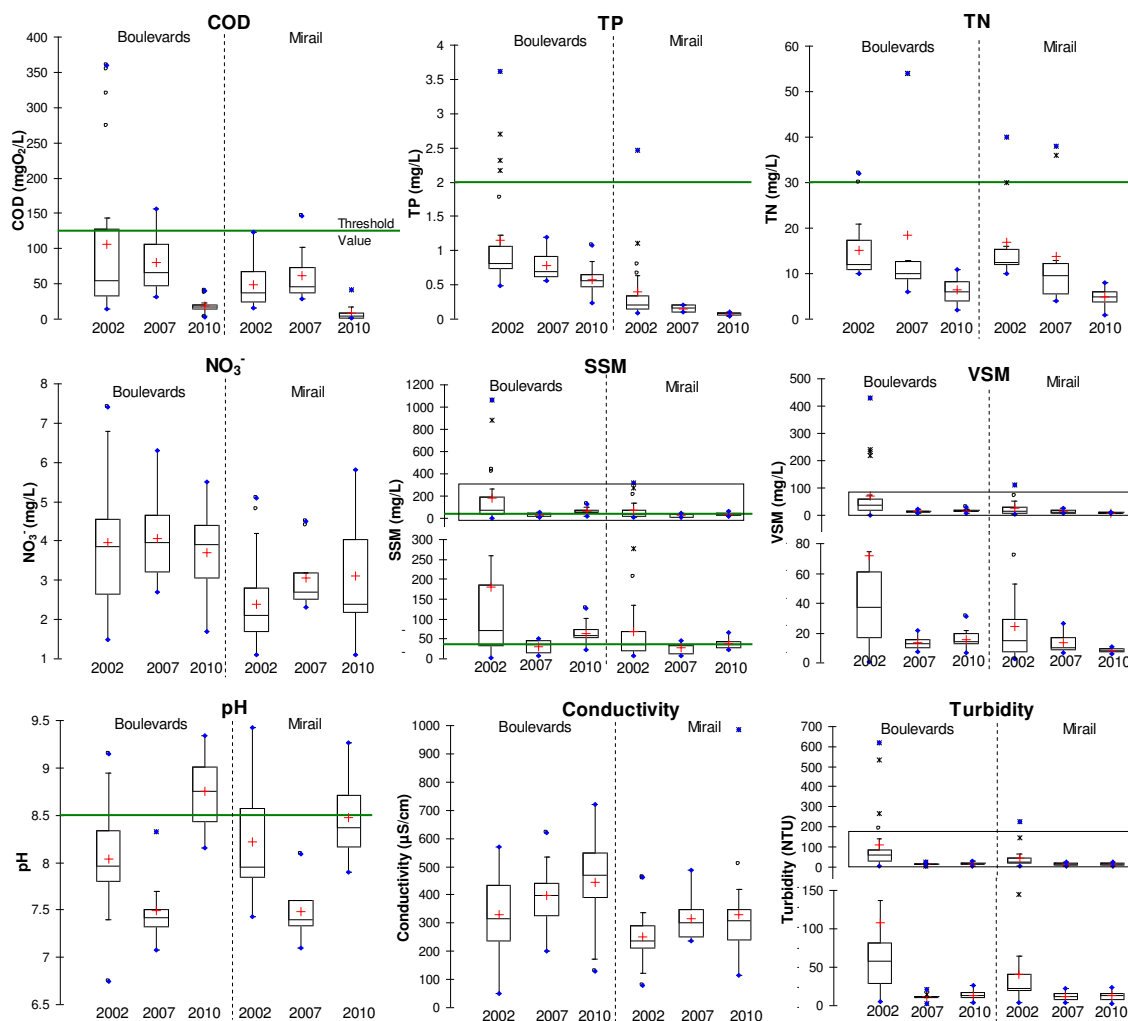 COD
Boulevards
Mirail
COD (mgO2/L)
400
350
300
250
200
150
100
50
0
Threshold
Value
2002 2007 2010 2002 2007 2010
TP
Boulevards
Mirail
TP (mg/L)
4
3.5
3
2.5
2
1.5
1
0.5
0
2002 2007 2010 2002 2007 2010
TN
Boulevards
Mirail
TN (mg/L)
60
50
40
30
20
10
0
2002 2007 2010 2002 2007 2010
NO3-
Boulevards
Mirail
NO3- (mg/L)
8
7
6
5
4
3
2
1
2002 2007 2010 2002 2007 2010
SSM
Boulevards
Mirail
SSM (mg/L)
1200
1000
800
600
400
200
0
200
150
100
50
0
2002 2007 2010 2002 2007 2010
VSM
Boulevards
Mirail
VSM (mg/L)
500
400
300
200
100
0
80
60
40
20
0
2002 2007 2010 2002 2007 2010
pH
Boulevards
Mirail
pH
9.5
9
8.5
8
7.5
7
6.5
2002 2007 2010 2002 2007 2010
Conductivity
Boulevards
Mirail
Conductivity (µS/cm)
1000
900
800
700
600
500
400
300
200
100
0
2002 2007 2010 2002 2007 2010
Turbidity
Boulevards
Mirail
Turbidity (NTU)
700
600
500
400
300
200
100
0
150
100
50
0
2002 2007 2010 2002 2007 2010